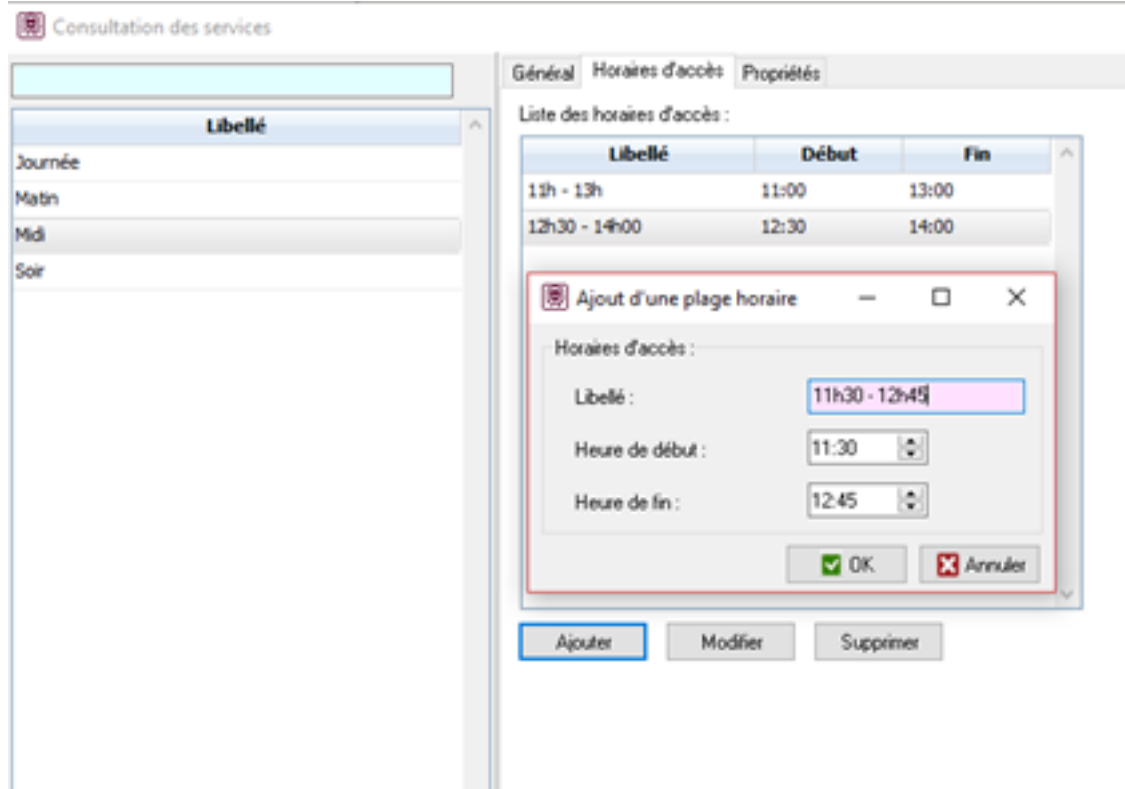 Consultation des services
Libellé
Journée
Matin
Midi
Soir
Général Horaires d'accès Propriétés
Liste des horaires d'accès :
Libellé Début Fin
11h - 13h 11:00 13:00
12h30 - 14h00 12:30 14:00
Ajout d'une plage horaire
Horaires d'accès :
Libellé : 11h30 - 12h45
Heure de début : 11:30
Heure de fin : 12:45
OK Annuler
Ajouter Modifier Supprimer